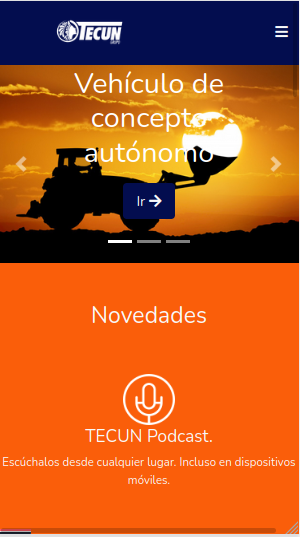 TECUN
GRUPO
Vehículo de
concepto
autónomo
Ir
Novedades
TECUN Podcast.
Escúchalos desde cualquier lugar. Incluso en dispositivos
móviles.